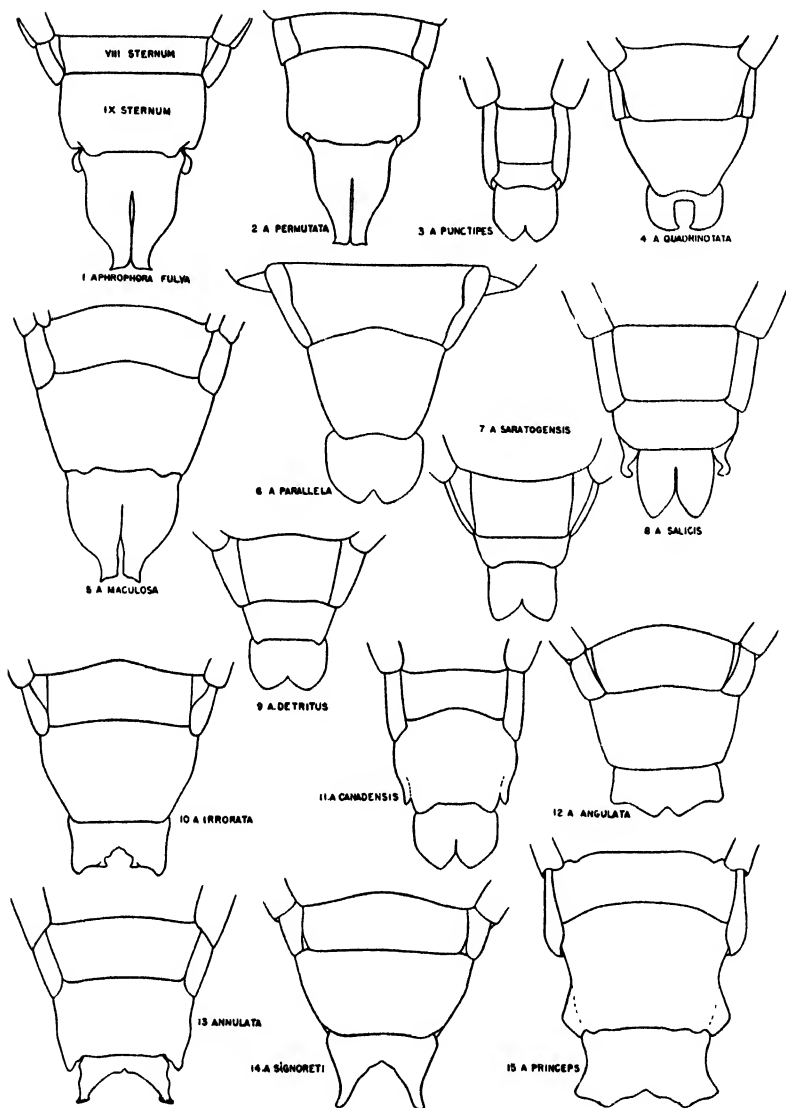 VIII STERNUM
IX STERNUM
1 APHROPHORA FULVA
2 A PERMUTATA
3 A PUNCTIPES
4 A QUADRINOTATA
5 A MACULOSA
6 A PARALLELA
7 A SARATOGENSIS
8 A SALICIS
9 A. DETRITUS
10 A IRRORATA
11. A CANADENSIS
12 A ANGULATA
13 ANNULATA
14. A SIGNORETI
15 A PRINCEPS